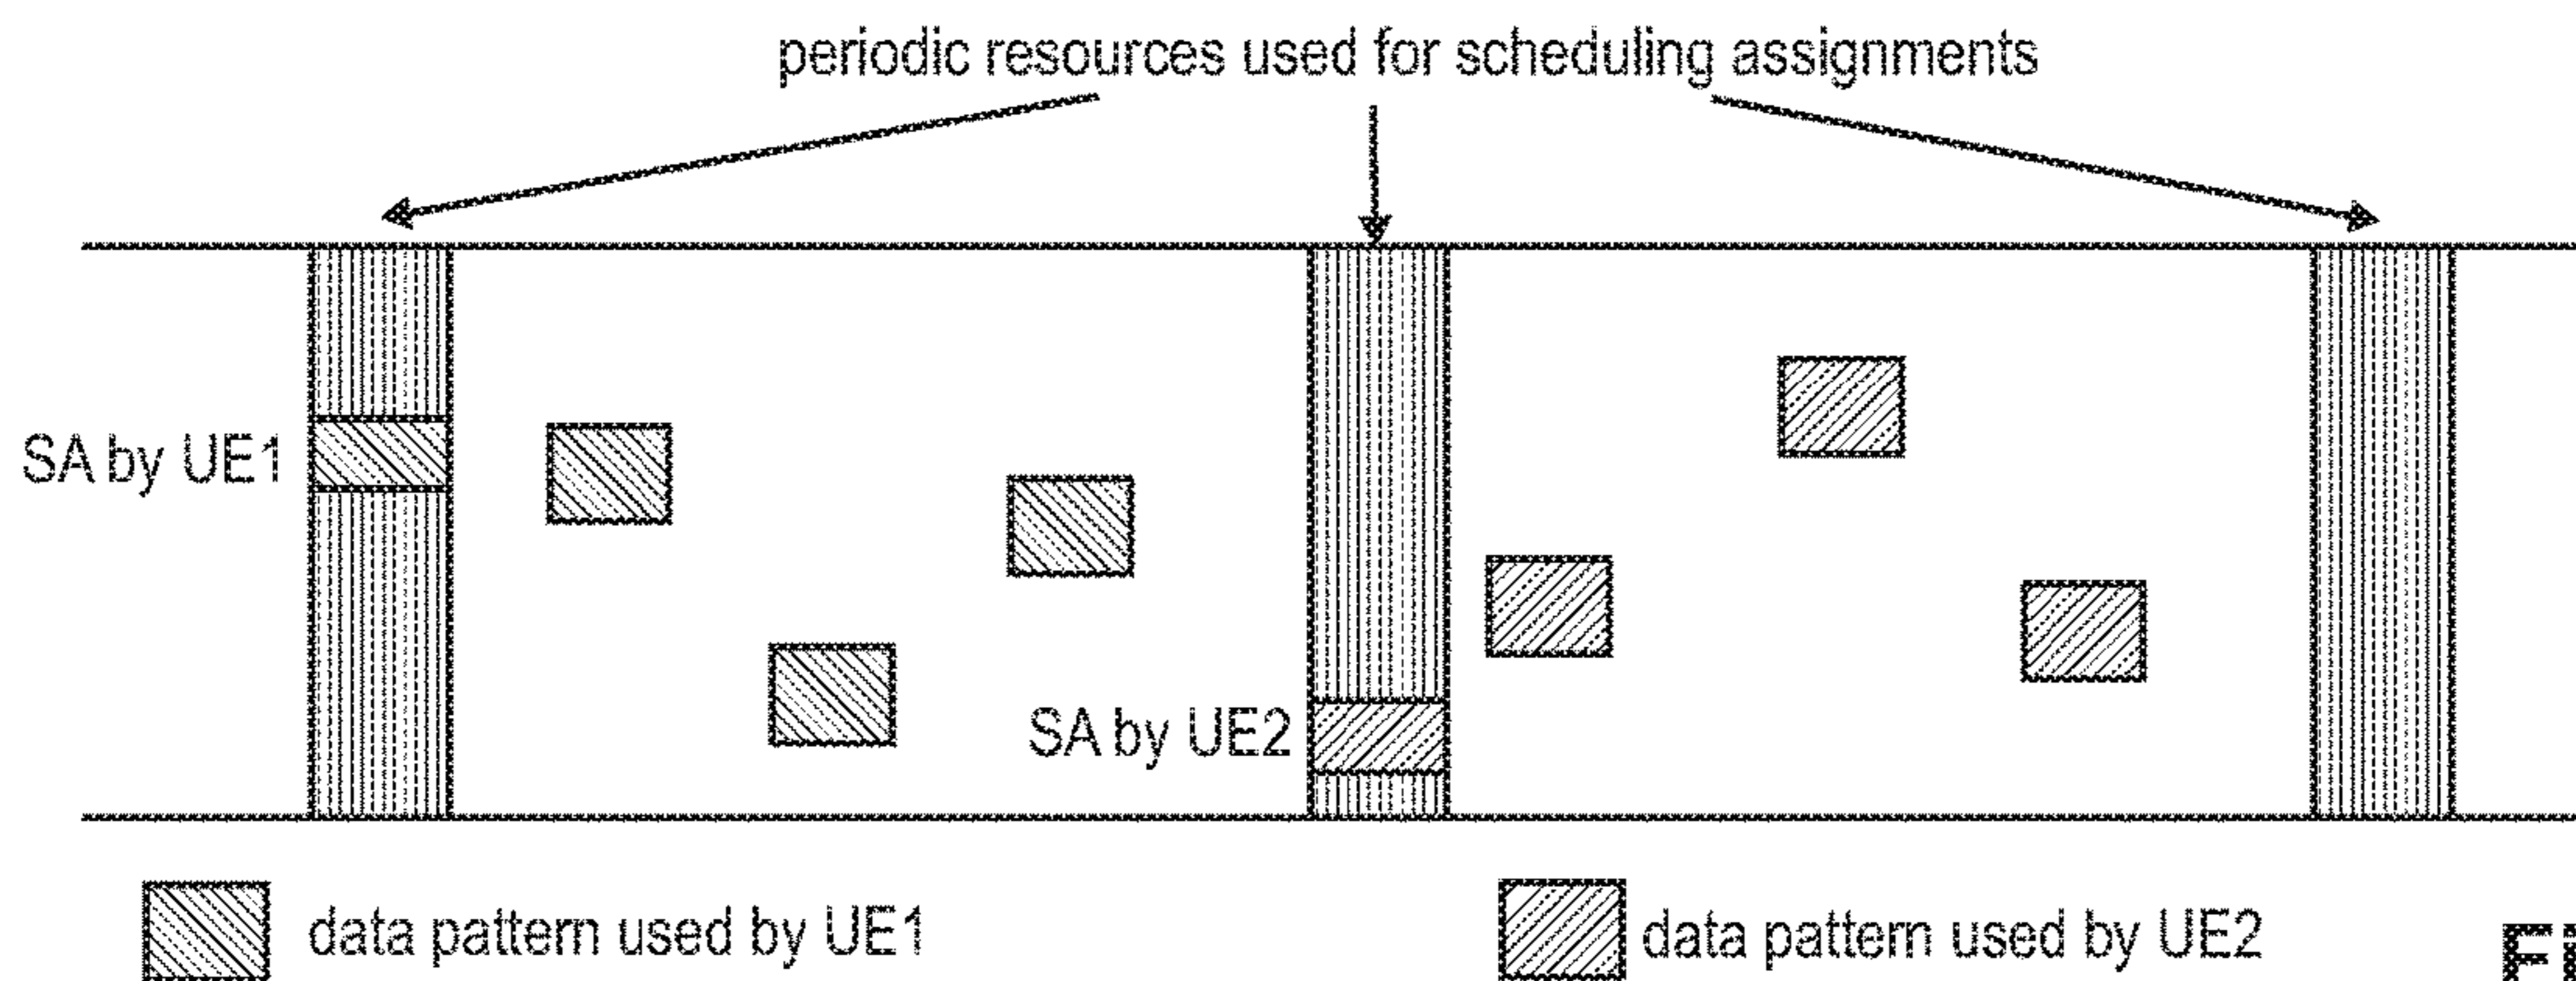 periodic resources used for scheduling assignments
SA by UE1
SA by UE2
data pattern used by UE1
data pattern used by UE2